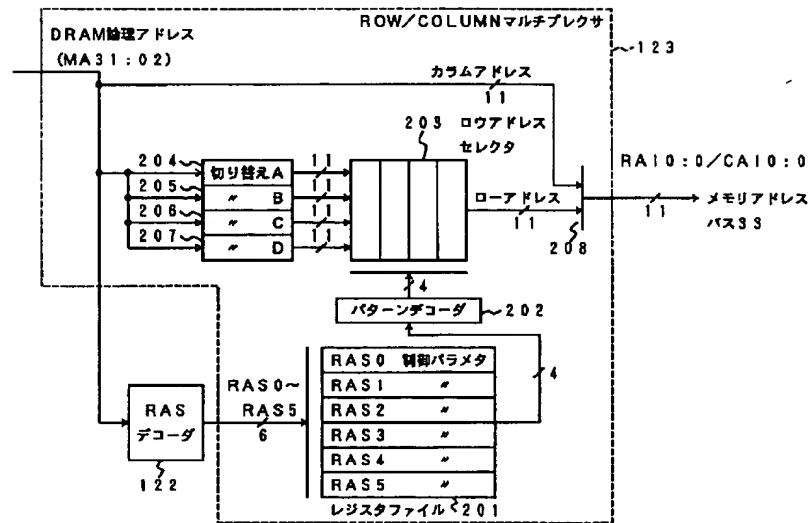 ROW/COLUMNマルチプレクサ
DRAM論理アドレス
(MA31:02)
123
カラムアドレス
11
203
ロウアドレス
セレクタ
204
切り替えA
11
205
〃 B
11
206
〃 C
11
207
〃 D
11
ローアドレス
11
208
RA10:0/CA10:0
11
メモリアドレス
バス33
4
パターンデコーダ
202
4
RAS0 制御パラメタ
RAS1 〃
RAS2 〃
RAS3 〃
RAS4 〃
RAS5 〃
レジスタファイル
201
RAS0~
RAS5
6
RAS
デコーダ
122